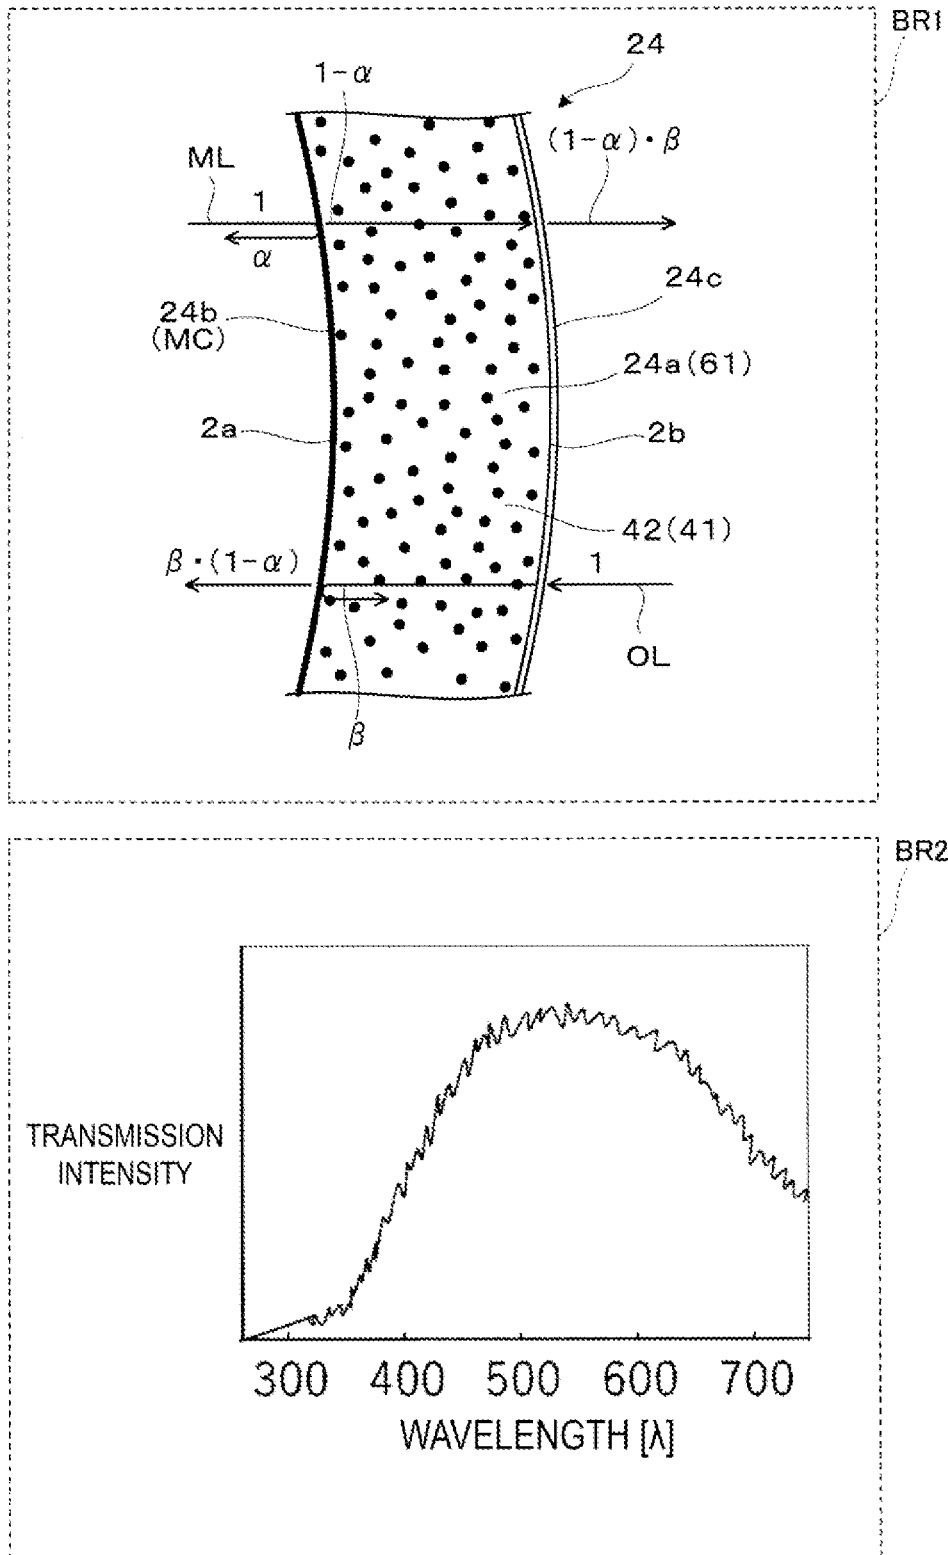 BR1
24
1-α
(1-α)·β
ML
1
α
24c
24b
(MC)
24a(61)
2a
2b
42(41)
β·(1-α)
1
OL
β
BR2
TRANSMISSION
INTENSITY
300 400 500 600 700
WAVELENGTH [λ]